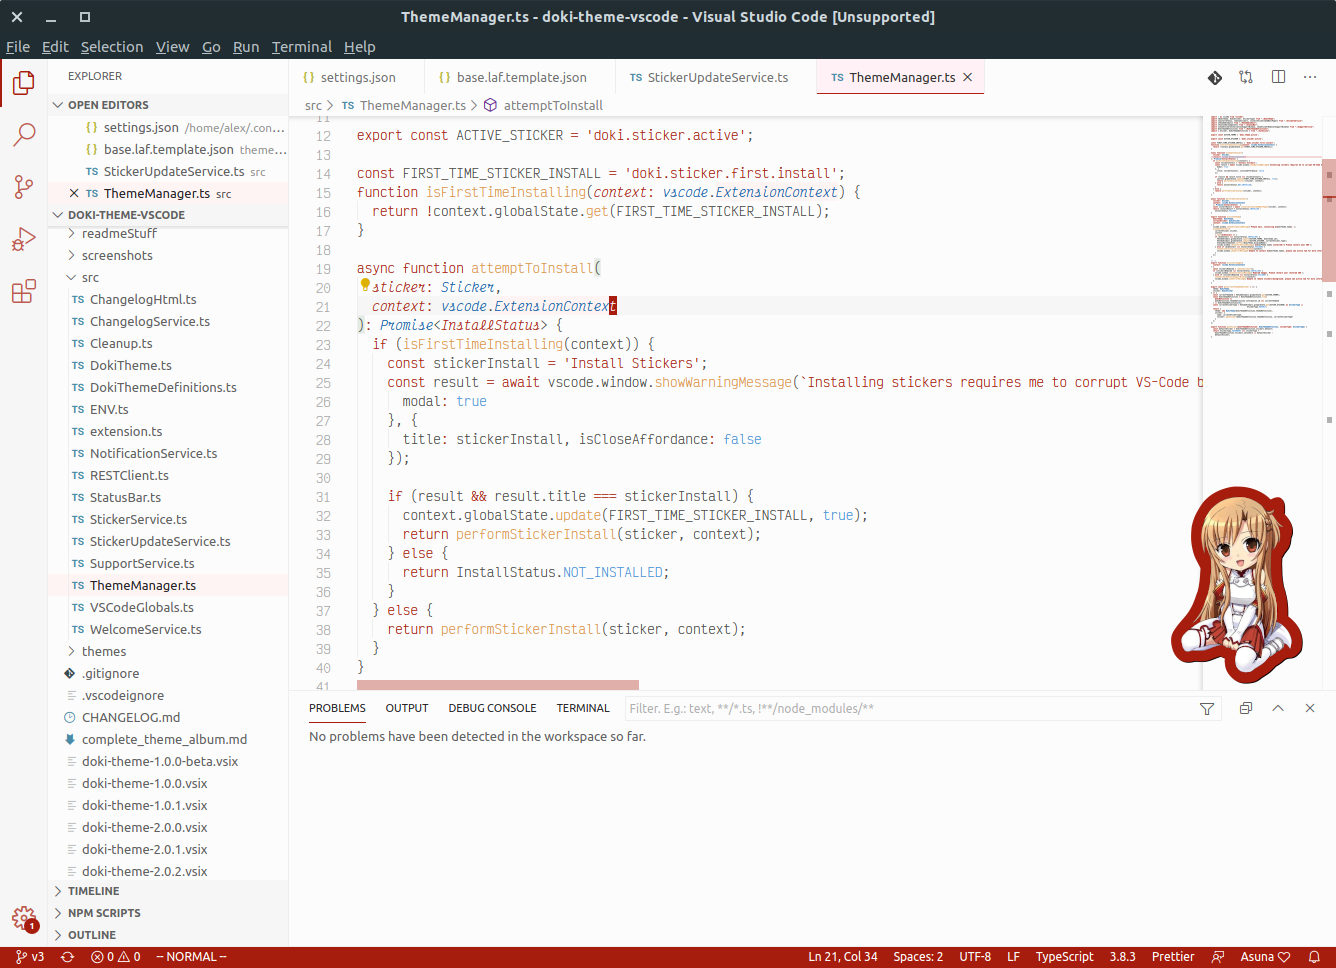 ThemeManager.ts - doki-theme-vscode - Visual Studio Code [Unsupported]
File Edit Selection View Go Run Terminal Help
EXPLORER
OPEN EDITORS
{ } settings.json /home/alex/.con...
{ } base.laf.template.json theme...
TS StickerUpdateService.ts src
TS ThemeManager.ts src
DOKI-THEME-VSCODE
readmeStuff
screenshots
src
TS ChangelogHtml.ts
TS ChangelogService.ts
TS Cleanup.ts
TS DokiTheme.ts
TS DokiThemeDefinitions.ts
TS ENV.ts
TS extension.ts
TS NotificationService.ts
TS RESTClient.ts
TS StatusBar.ts
TS StickerService.ts
TS StickerUpdateService.ts
TS SupportService.ts
TS ThemeManager.ts
TS VSCodeGlobals.ts
TS WelcomeService.ts
themes
.gitignore
.vscodeignore
CHANGELOG.md
complete_theme_album.md
doki-theme-1.0.0-beta.vsix
doki-theme-1.0.0.vsix
doki-theme-1.0.1.vsix
doki-theme-2.0.0.vsix
doki-theme-2.0.1.vsix
doki-theme-2.0.2.vsix
TIMELINE
NPM SCRIPTS
OUTLINE
1
{ } settings.json { } base.laf.template.json TS StickerUpdateService.ts TS ThemeManager.ts
src > TS ThemeManager.ts > attemptToInstall
11
12 export const ACTIVE_STICKER = 'doki.sticker.active';
13
14 const FIRST_TIME_STICKER_INSTALL = 'doki.sticker.first.install';
15 function isFirstTimeInstalling(context: vscode.ExtensionContext) {
16 return !context.globalState.get(FIRST_TIME_STICKER_INSTALL);
17 }
18
19 async function attemptToInstall(
20 sticker: Sticker,
21 context: vscode.ExtensionContext
22 ): Promise<InstallStatus> {
23 if (isFirstTimeInstalling(context)) {
24 const stickerInstall = 'Install Stickers';
25 const result = await vscode.window.showWarningMessage(`Installing stickers requires me to corrupt VS-Code b
26 modal: true
27 }, {
28 title: stickerInstall, isCloseAffordance: false
29 });
30
31 if (result && result.title === stickerInstall) {
32 context.globalState.update(FIRST_TIME_STICKER_INSTALL, true);
33 return performStickerInstall(sticker, context);
34 } else {
35 return InstallStatus.NOT_INSTALLED;
36 }
37 } else {
38 return performStickerInstall(sticker, context);
39 }
40 }
41
PROBLEMS OUTPUT DEBUG CONSOLE TERMINAL Filter. E.g.: text, **/*.ts, !**/node_modules/**
No problems have been detected in the workspace so far.
v3 0 0 -- NORMAL -- Ln 21, Col 34 Spaces: 2 UTF-8 LF TypeScript 3.8.3 Prettier Asuna♡